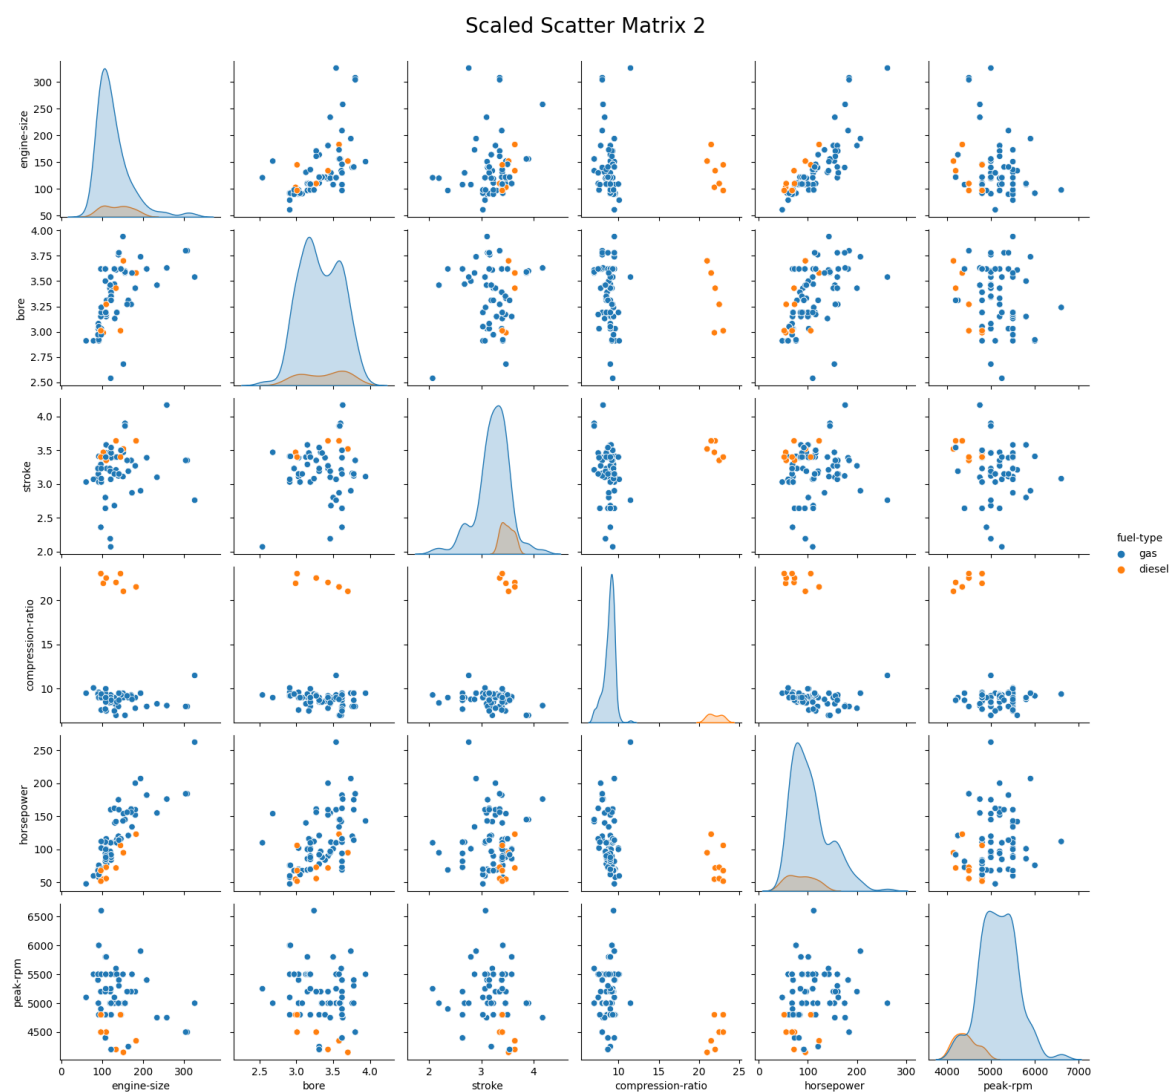 Scaled Scatter Matrix 2
300
250
200
150
100
50
engine-size
4.00
3.75
3.50
3.25
3.00
2.75
2.50
bore
4.0
3.5
3.0
2.5
2.0
stroke
fuel-type
gas
diesel
20
15
10
compression-ratio
250
200
150
100
50
horsepower
6500
6000
5500
5000
4500
peak-rpm
0 100 200 300
2.5 3.0 3.5 4.0
2 3 4
10 15 20 25
0 100 200 300
4000 5000 6000 7000
engine-size bore stroke compression-ratio horsepower peak-rpm